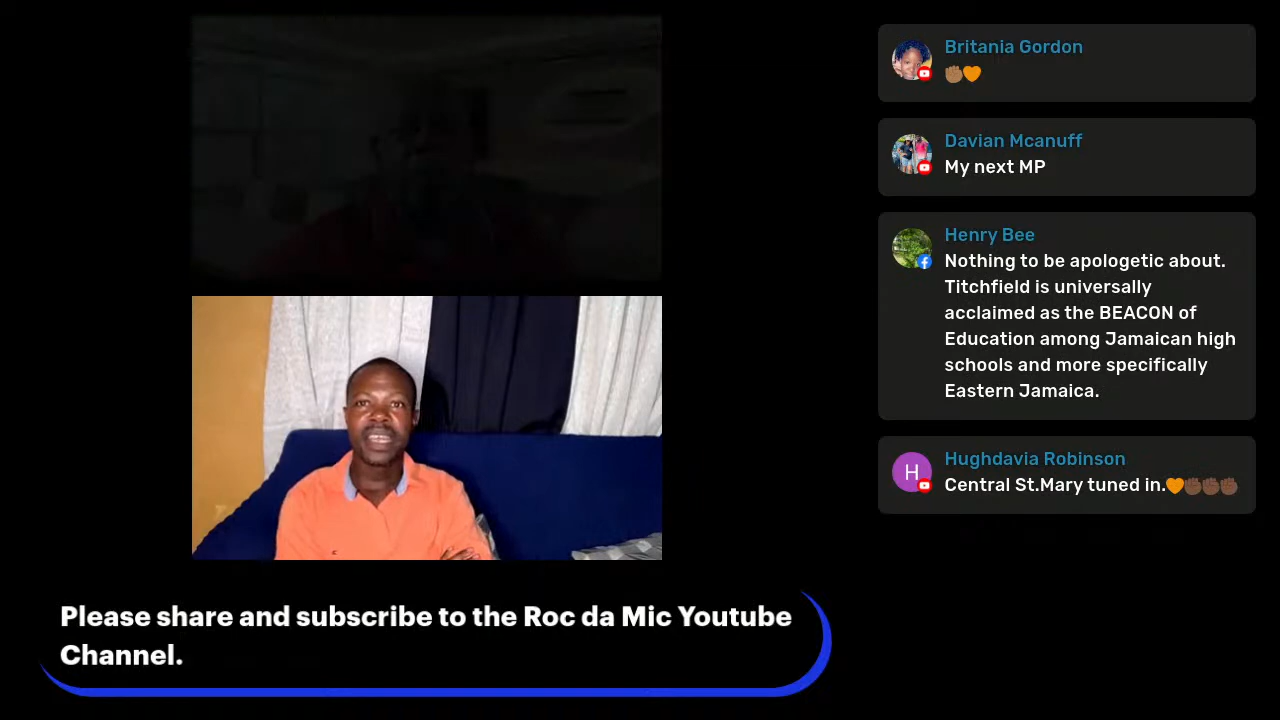 Britania Gordon
✊🏽🧡
Davian Mcanuff
My next MP
Henry Bee
Nothing to be apologetic about.
Titchfield is universally
acclaimed as the BEACON of
Education among Jamaican high
schools and more specifically
Eastern Jamaica.
H
Hughdavia Robinson
Central St.Mary tuned in.🧡✊🏾✊🏾✊🏾
Please share and subscribe to the Roc da Mic Youtube
Channel.